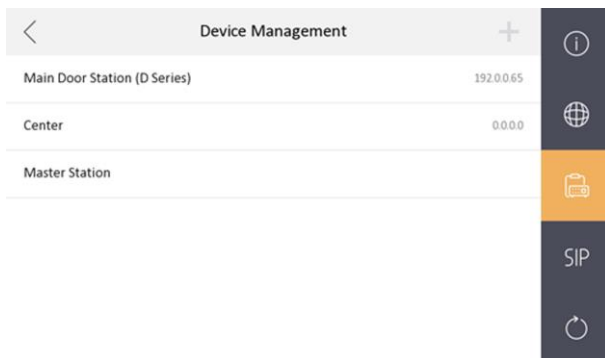 Device Management
Main Door Station (D Series) 192.0.0.65
Center 0.0.0.0
Master Station
SIP